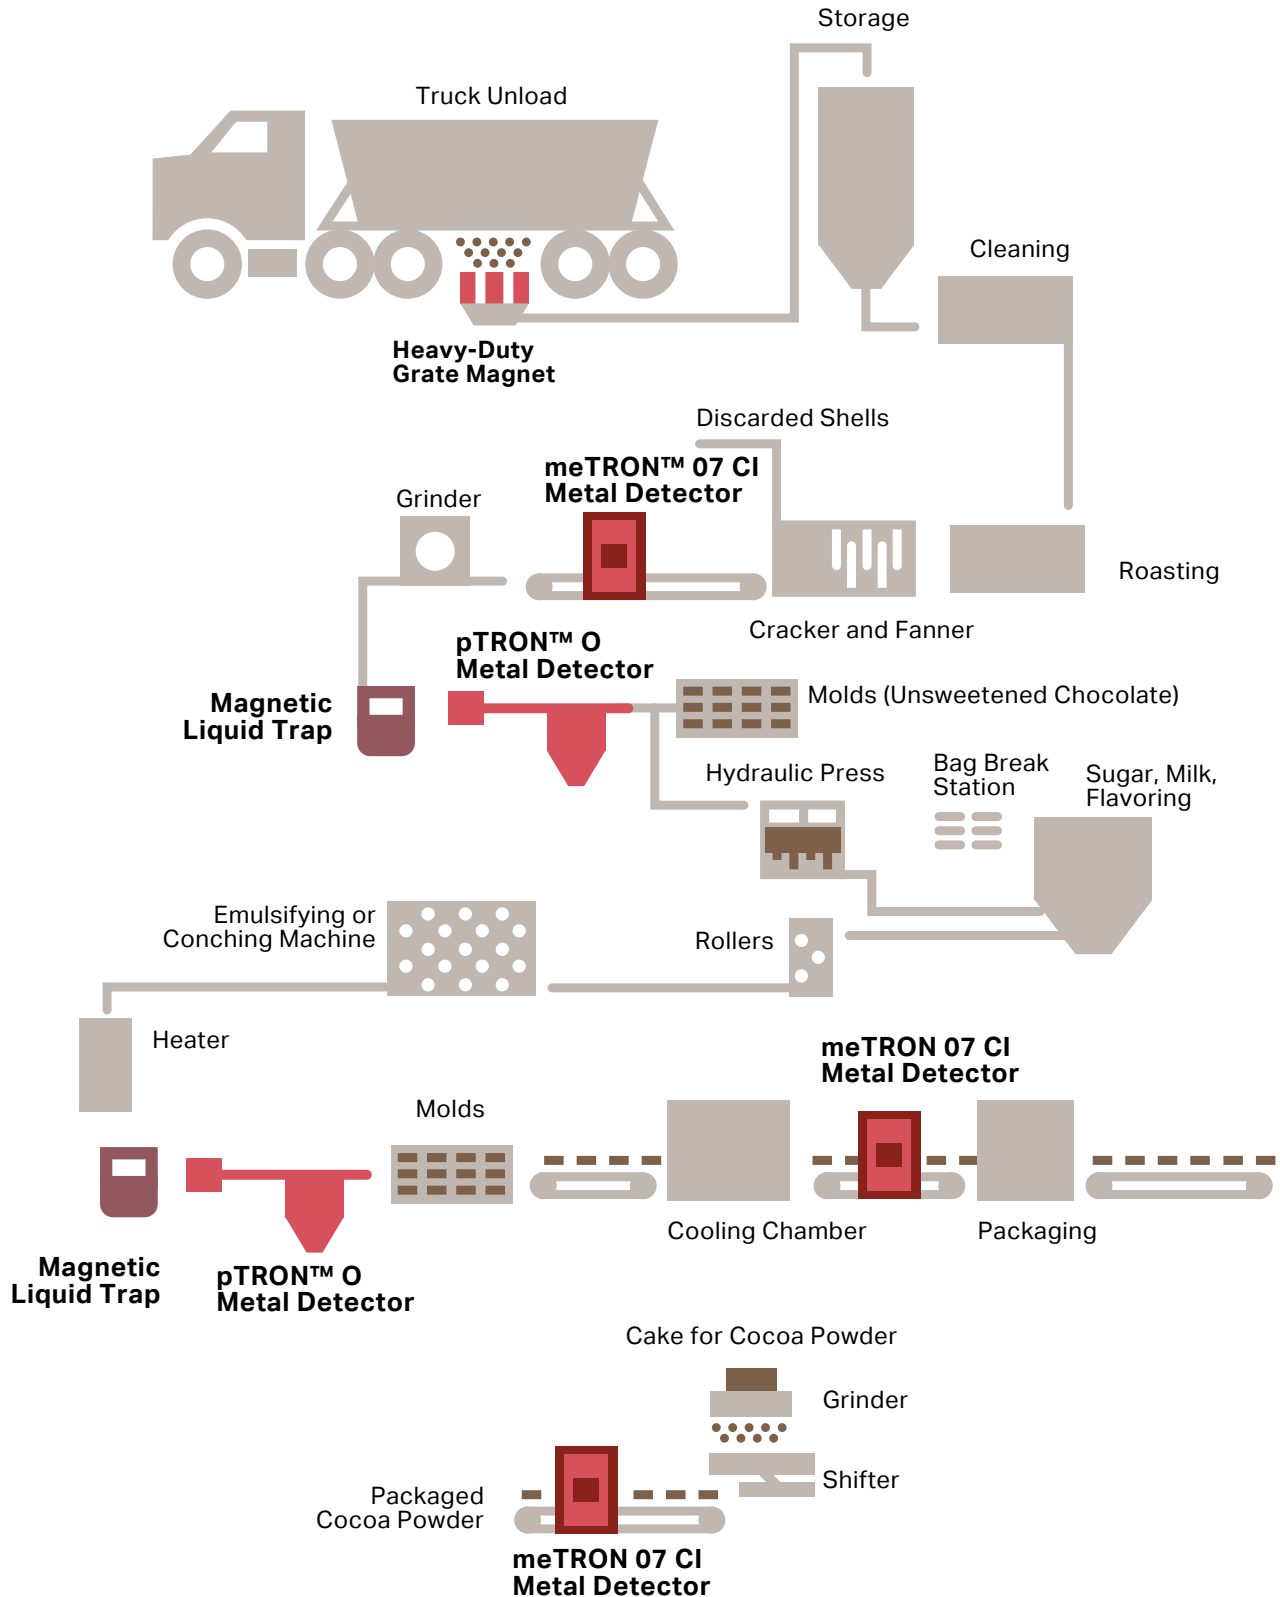 Storage
Truck Unload
Cleaning
Heavy-Duty
Grate Magnet
Discarded Shells
meTRON™ 07 CI
Metal Detector
Grinder
Roasting
Cracker and Fanner
pTRON™ O
Metal Detector
Magnetic
Liquid Trap
Molds (Unsweetened Chocolate)
Hydraulic Press
Bag Break
Station
Sugar, Milk,
Flavoring
Emulsifying or
Conching Machine
Rollers
Heater
meTRON 07 CI
Metal Detector
Molds
Cooling Chamber
Packaging
Magnetic
Liquid Trap
pTRON™ O
Metal Detector
Cake for Cocoa Powder
Grinder
Shifter
Packaged
Cocoa Powder
meTRON 07 CI
Metal Detector